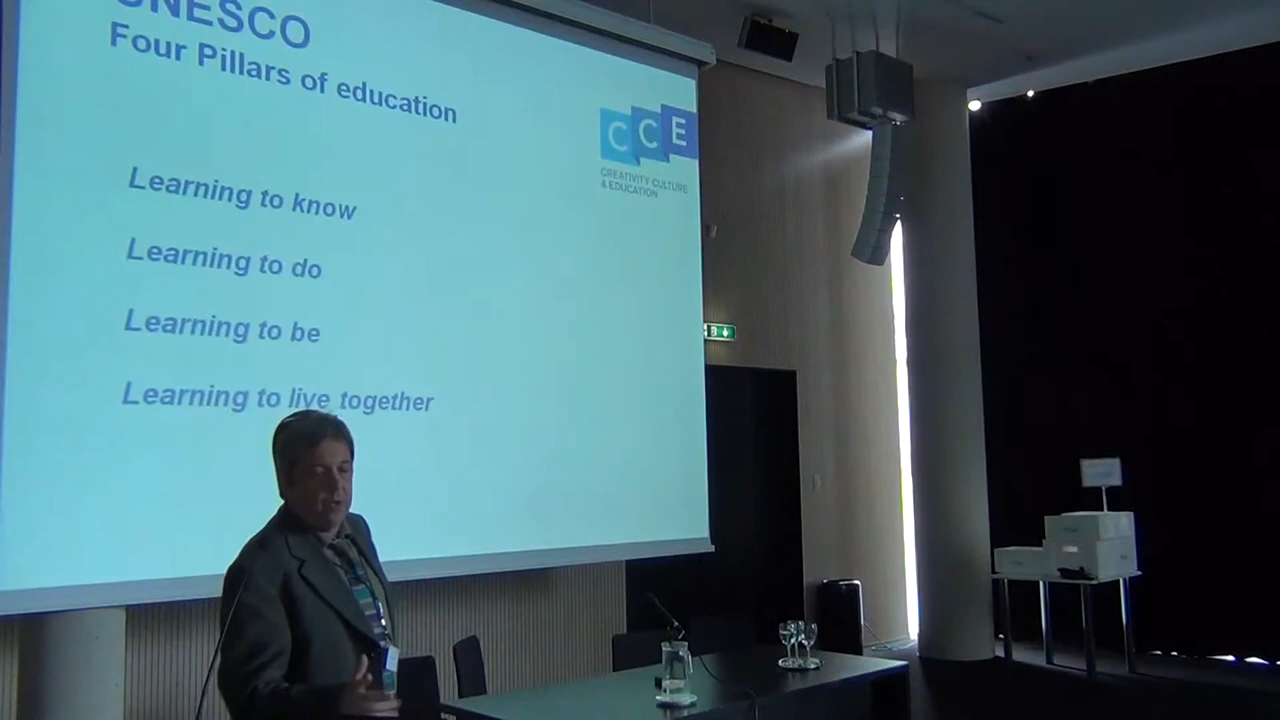 UNESCO
Four Pillars of education
CCE
CREATIVITY CULTURE
& EDUCATION
Learning to know
Learning to do
Learning to be
Learning to live together